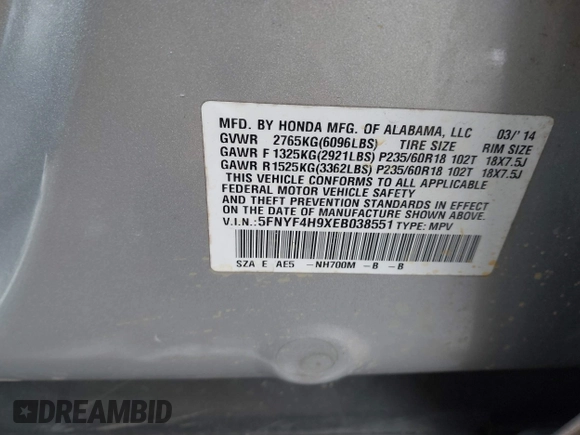 MFD. BY HONDA MFG. OF ALABAMA, LLC 03/'14
GVWR 2765KG(6096LBS) TIRE SIZE RIM SIZE
GAWR F 1325KG(2921LBS) P235/60R18 102T 18X7.5J
GAWR R1525KG(3362LBS) P235/60R18 102T 18X7.5J
THIS VEHICLE CONFORMS TO ALL APPLICABLE
FEDERAL MOTOR VEHICLE SAFETY
AND THEFT PREVENTION STANDARDS IN EFFECT
ON THE DATE OF MANUFACTURE SHOWN ABOVE.
V.I.N.: 5FNYF4H9XEB038551 TYPE: MPV
SZA E AE5 -NH700M -B -B
DREAMBID